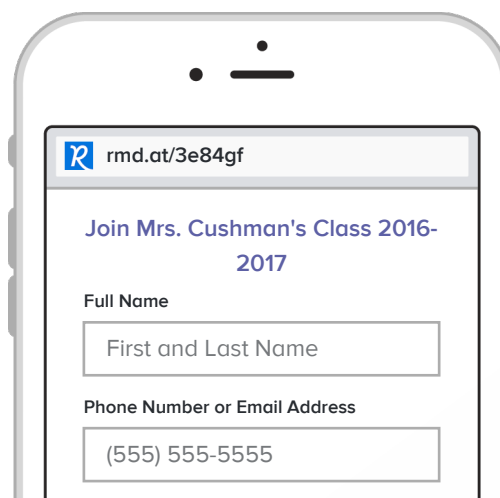 rmd.at/3e84gf
Join Mrs. Cushman's Class 2016-
2017
Full Name
First and Last Name
Phone Number or Email Address
(555) 555-5555